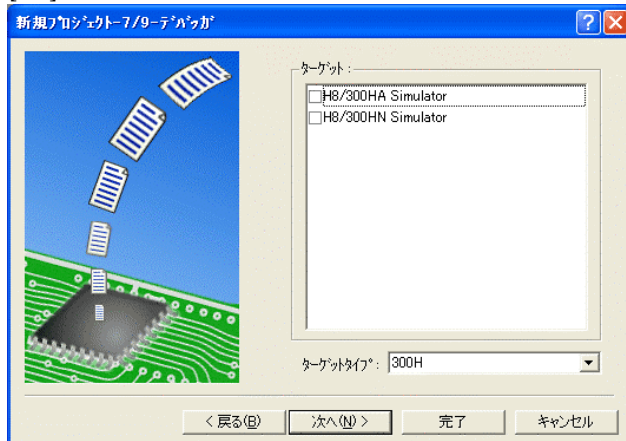 新規ﾌﾟﾛｼﾞｪｸﾄ-7/9-ﾃﾞﾊﾞｯｶﾞ
ﾀｰｹﾞｯﾄ :
H8/300HA Simulator
H8/300HN Simulator
ﾀｰｹﾞｯﾄﾀｲﾌﾟ : 300H
< 戻る(B) 次へ(N) > 完了 キャンセル